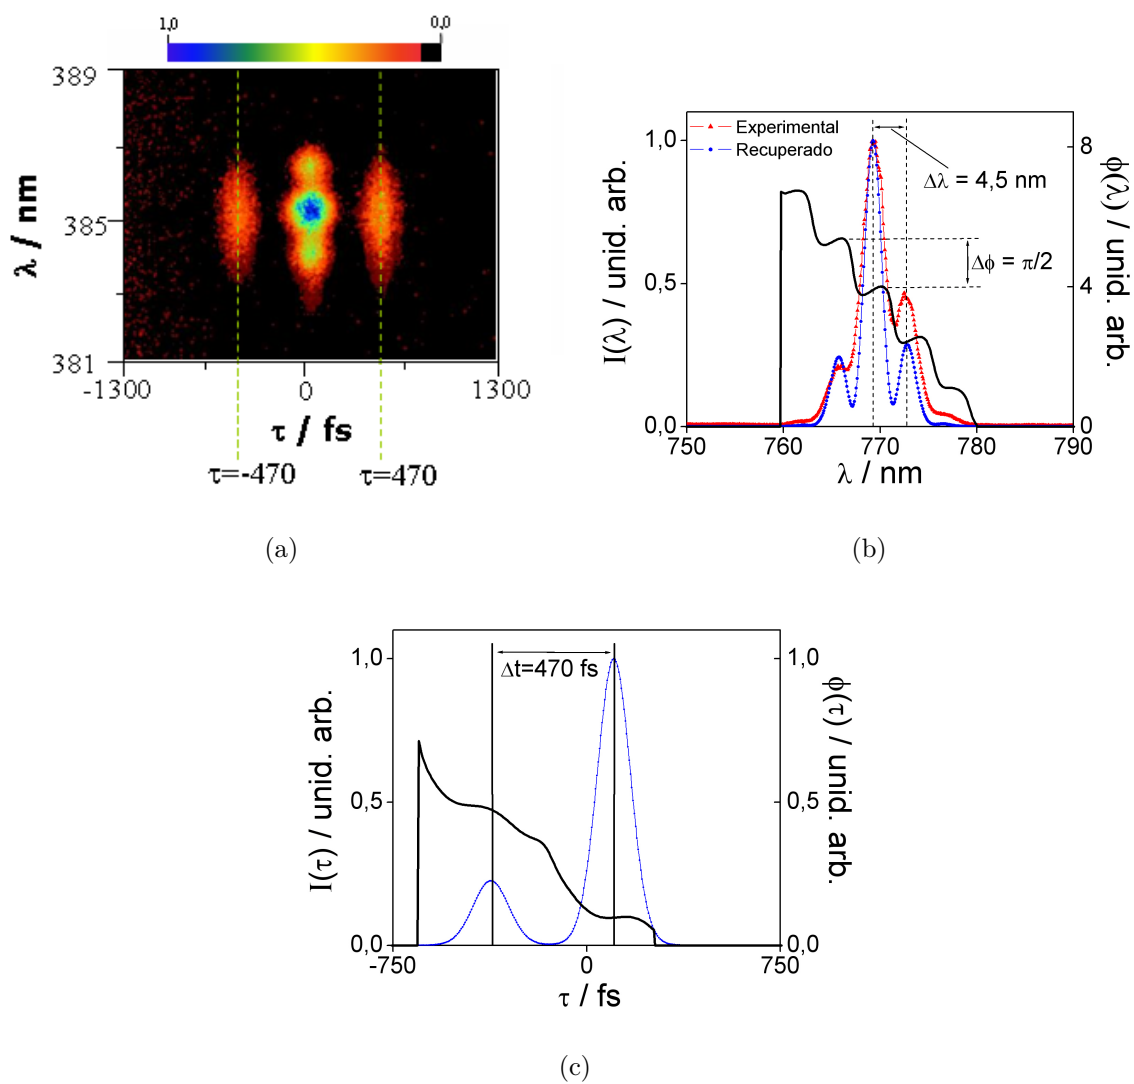 1,0
0,0
389
385
381
λ / nm
-1300
0
1300
τ / fs
τ=-470
τ=470
(a)
1,0
0,5
0,0
I(λ) / unid. arb.
Experimental
Recuperado
Δλ = 4,5 nm
Δϕ = π/2
8
4
0
ϕ(λ) / unid. arb.
750
760
770
780
790
λ / nm
(b)
1,0
0,5
0,0
I(τ) / unid. arb.
Δt=470 fs
1,0
0,5
0,0
ϕ(τ) / unid. arb.
-750
0
750
τ / fs
(c)